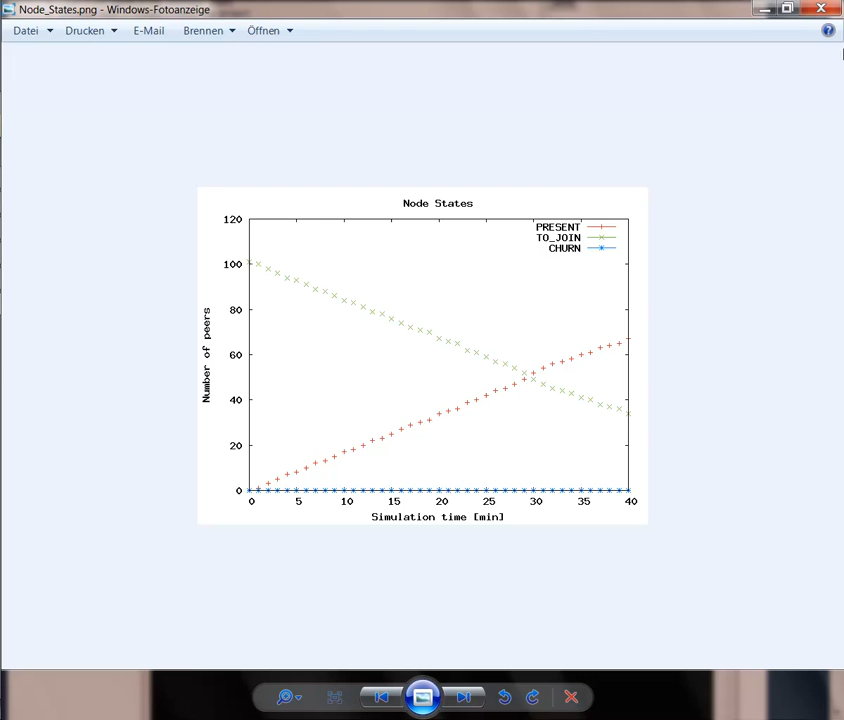 Node_States.png - Windows-Fotoanzeige
Datei Drucken E-Mail Brennen Öffnen
Node States
PRESENT
TO_JOIN
CHURN
120
100
80
60
40
20
0
Number of peers
0 5 10 15 20 25 30 35 40
Simulation time [min]